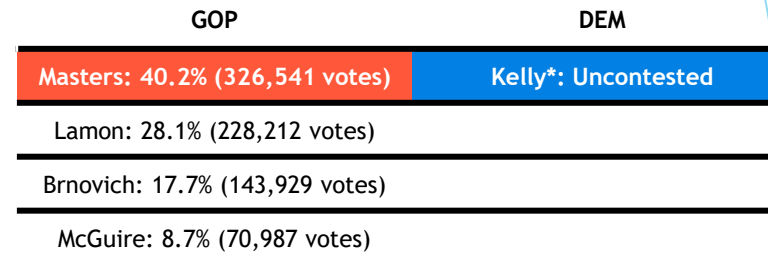 GOP DEM
Masters: 40.2% (326,541 votes) Kelly*: Uncontested
Lamon: 28.1% (228,212 votes)
Brnovich: 17.7% (143,929 votes)
McGuire: 8.7% (70,987 votes)